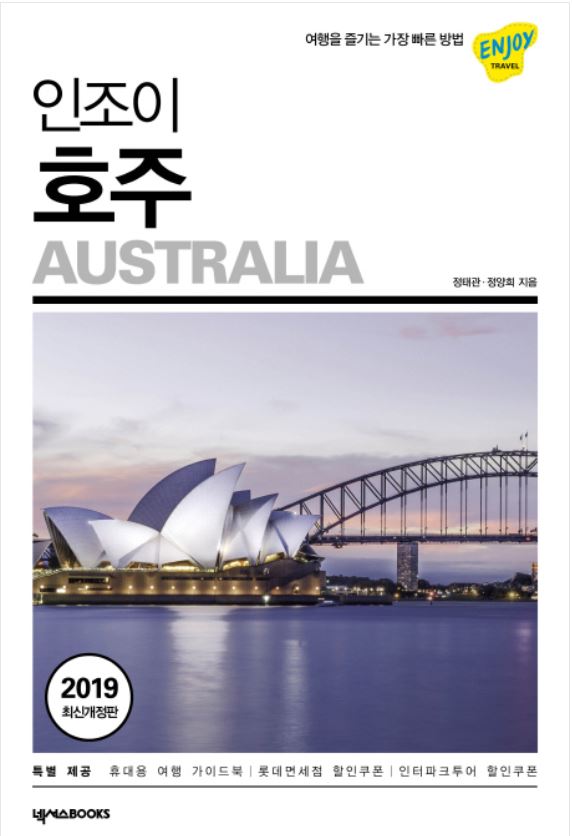 여행을 즐기는 가장 빠른 방법
ENJOY
TRAVEL
인조이
호주
AUSTRALIA
정태관·정양희 지음
2019
최신개정판
특별 제공 휴대용 여행 가이드북 | 롯데면세점 할인쿠폰 | 인터파크투어 할인쿠폰
넥서스BOOKS